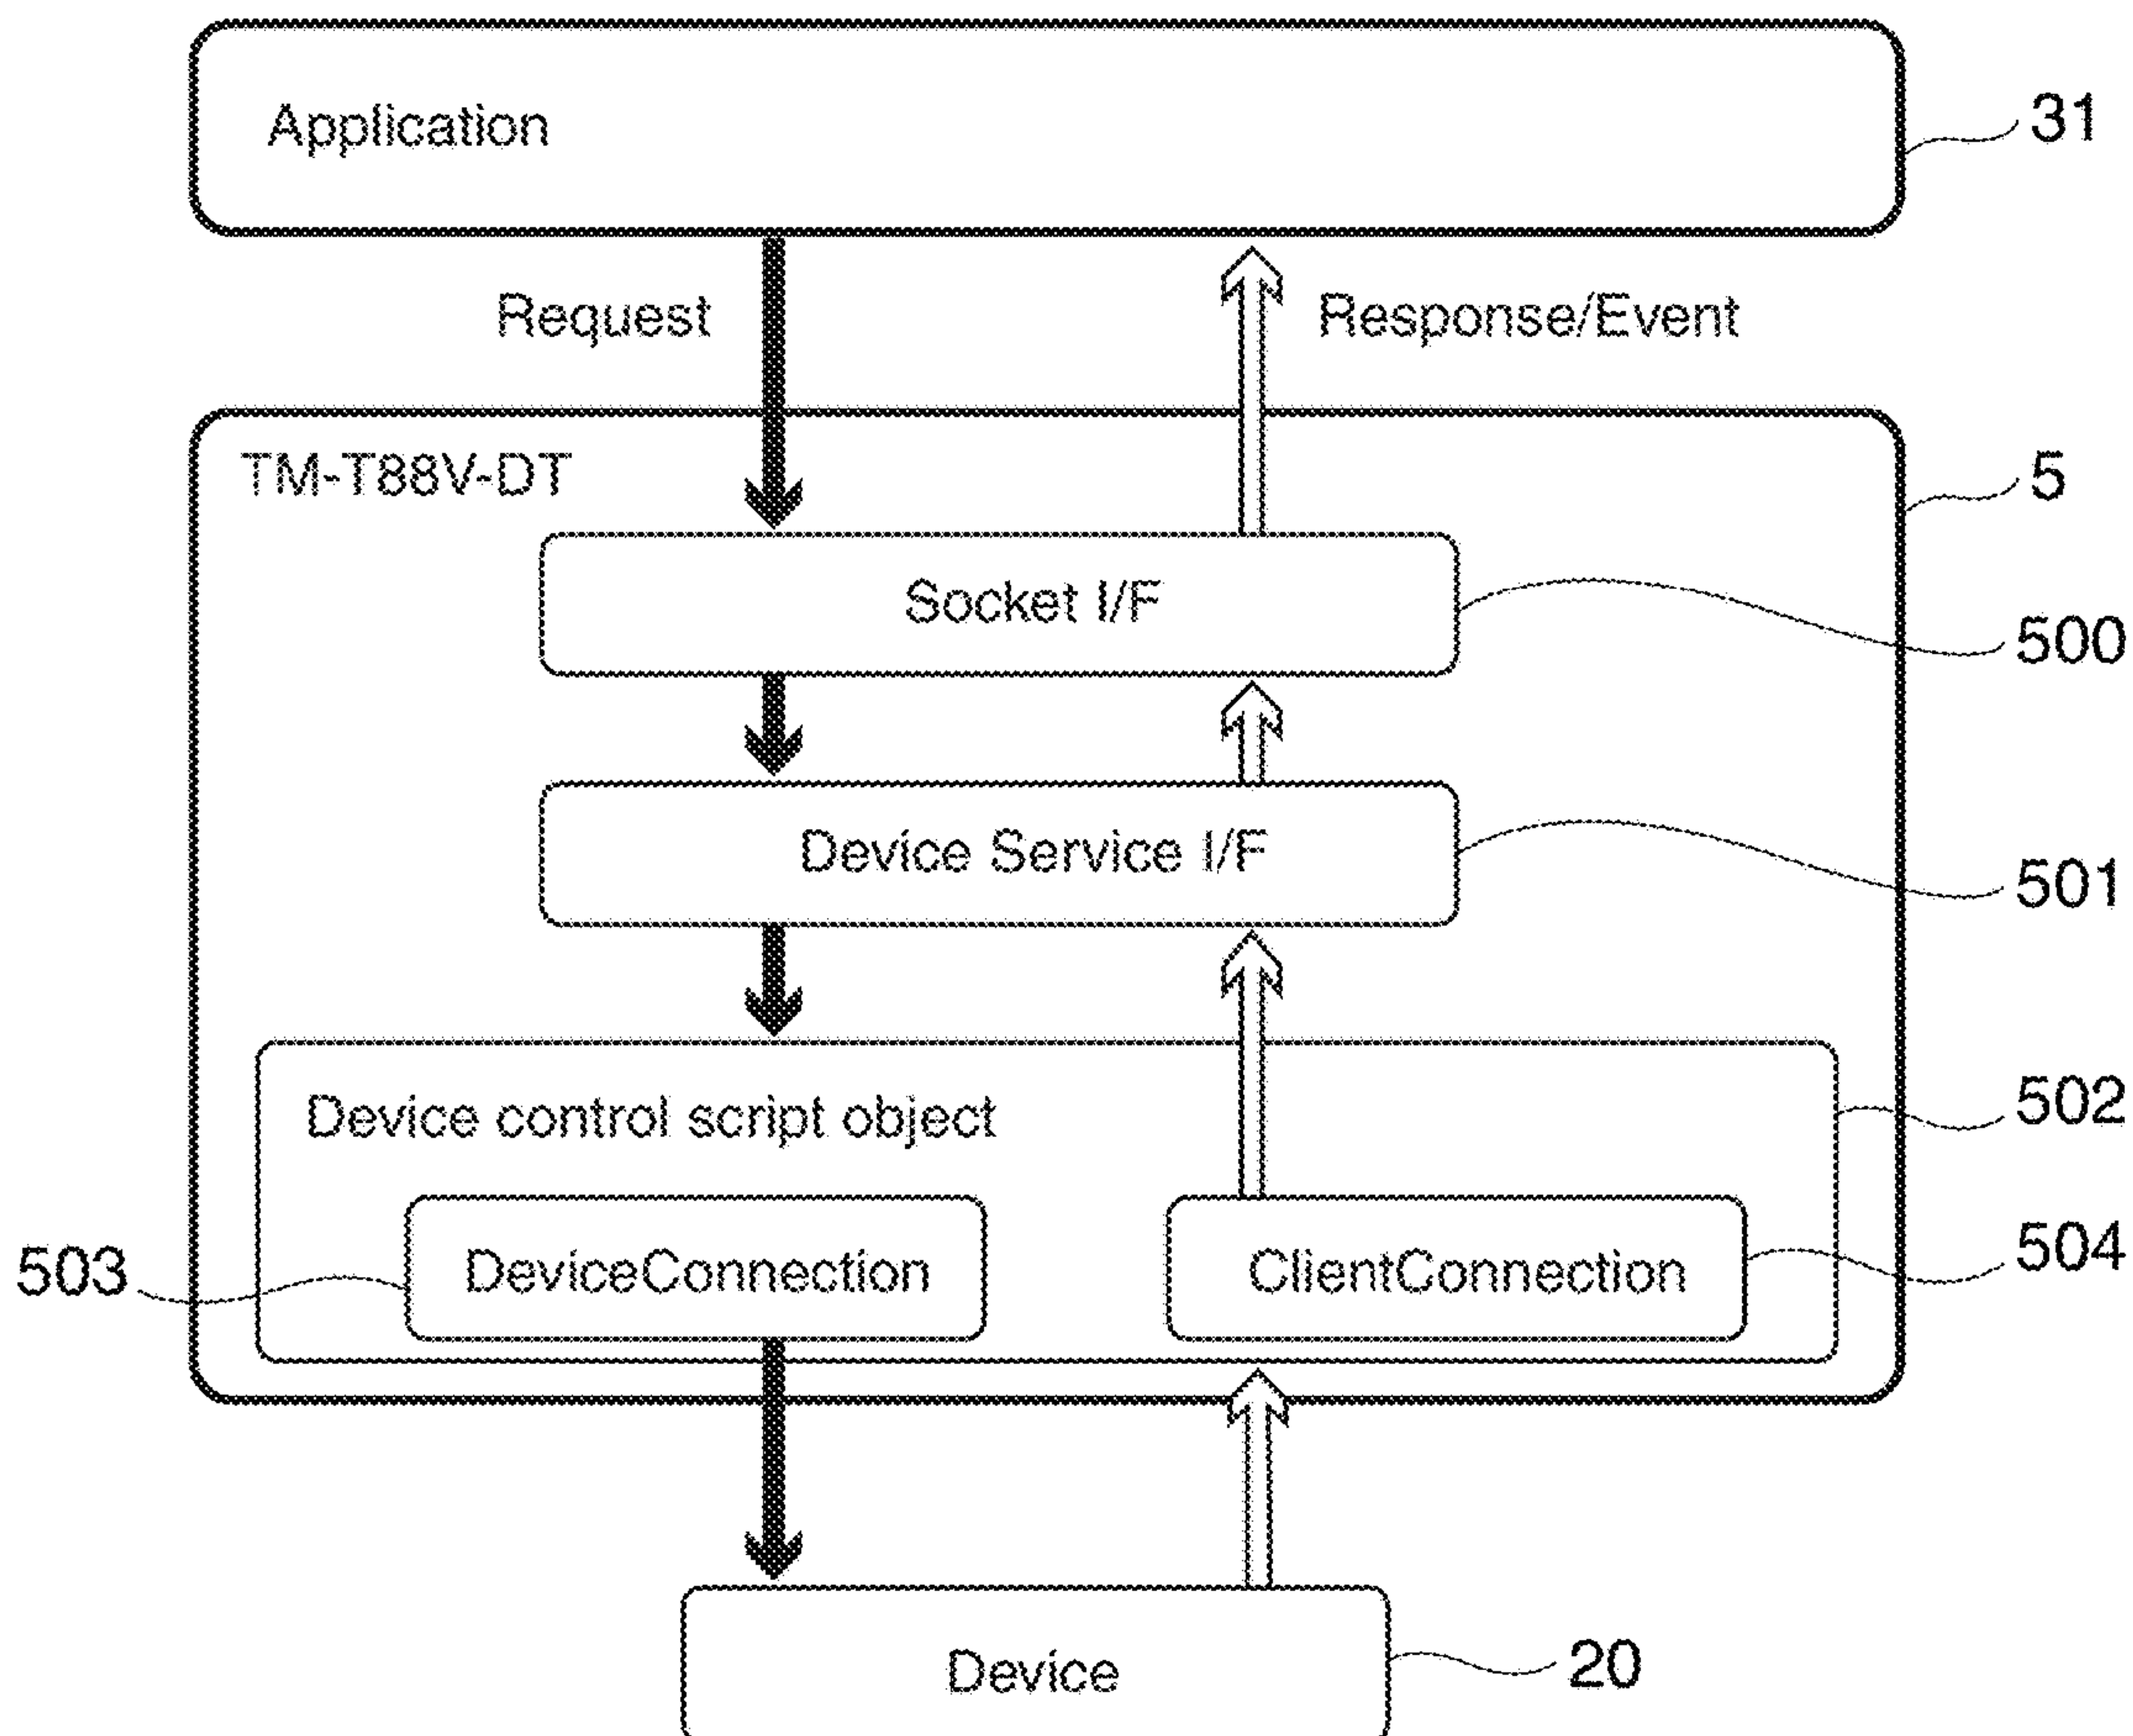 Application
31
Request
Response/Event
TM-T88V-DT
5
Socket I/F
500
Device Service I/F
501
Device control script object
502
503
DeviceConnection
ClientConnection
504
Device
20